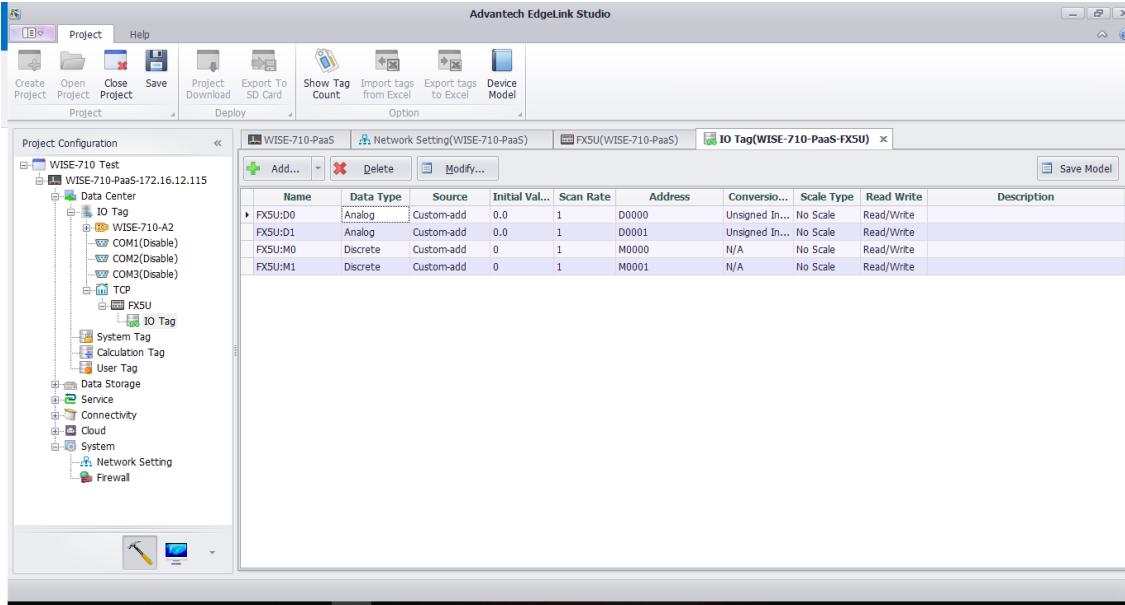 Advantech EdgeLink Studio
Project Help
Create Project
Open Project
Close Project
Save
Project Download
Export To SD Card
Show Tag Count
Import tags from Excel
Export tags to Excel
Device Model
Project Deploy Option
Project Configuration «
WISE-710 Test
WISE-710-PaaS-172.16.12.115
Data Center
IO Tag
WISE-710-A2
COM1(Disable)
COM2(Disable)
COM3(Disable)
TCP
FX5U
IO Tag
System Tag
Calculation Tag
User Tag
Data Storage
Service
Connectivity
Cloud
System
Network Setting
Firewall
WISE-710-PaaS Network Setting(WISE-710-PaaS) FX5U(WISE-710-PaaS) IO Tag(WISE-710-PaaS-FX5U) ×
Add... Delete Modify... Save Model
Name Data Type Source Initial Val... Scan Rate Address Conversio... Scale Type Read Write Description
FX5U:D0 Analog Custom-add 0.0 1 D0000 Unsigned In... No Scale Read/Write
FX5U:D1 Analog Custom-add 0.0 1 D0001 Unsigned In... No Scale Read/Write
FX5U:M0 Discrete Custom-add 0 1 M0000 N/A No Scale Read/Write
FX5U:M1 Discrete Custom-add 0 1 M0001 N/A No Scale Read/Write